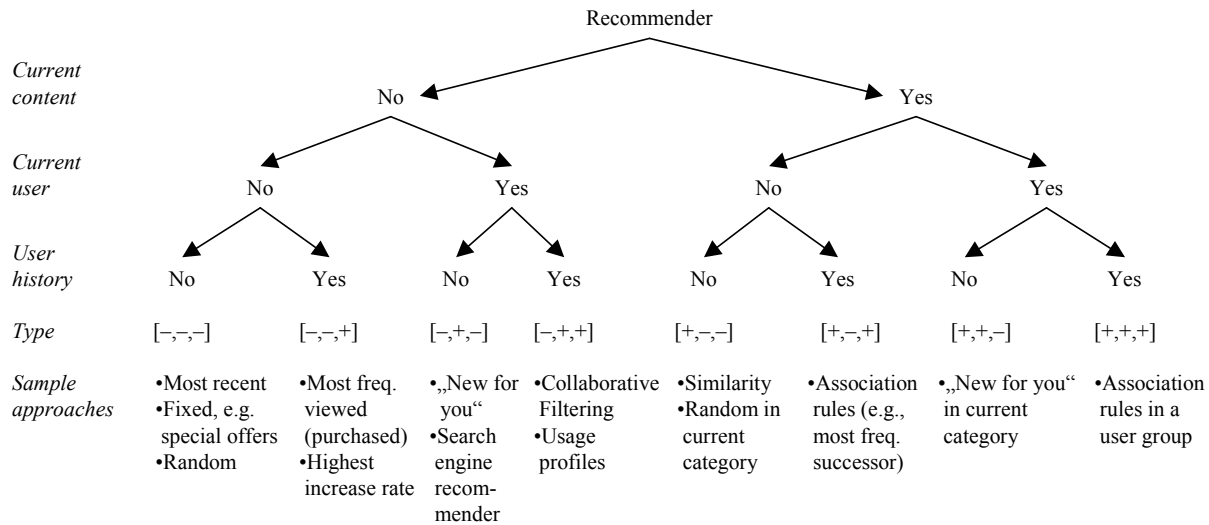 Recommender
Current
content
No Yes
Current
user
No Yes No Yes
User
history
No Yes No Yes No Yes No Yes
Type [–,–,–] [–,–,+] [–,+,–] [–,+,+] [+,–,–] [+,–,+] [+,+,–] [+,+,+]
Sample
approaches
•Most recent
•Fixed, e.g.
special offers
•Random
•Most freq.
viewed
(purchased)
•Highest
increase rate
•„New for
you“
•Search
engine
recom-
mender
•Collaborative
Filtering
•Usage
profiles
•Similarity
•Random in
current
category
•Association
rules (e.g.,
most freq.
successor)
•„New for you“
in current
category
•Association
rules in a
user group